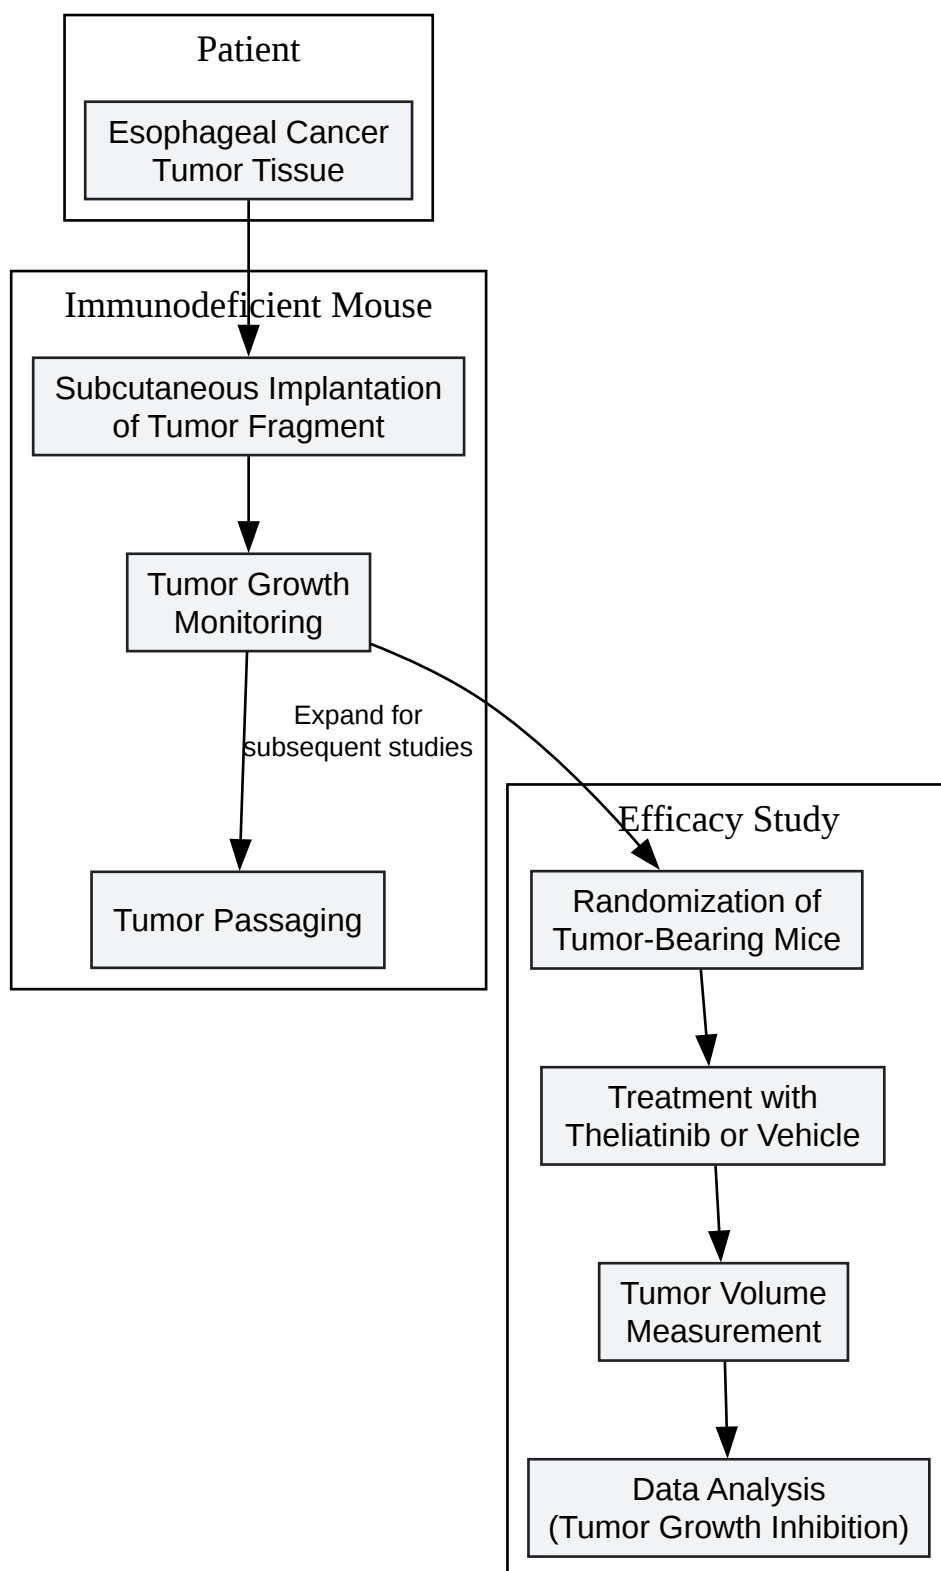 Patient
Esophageal Cancer
Tumor Tissue
Immunodeficient Mouse
Subcutaneous Implantation
of Tumor Fragment
Tumor Growth
Monitoring
Expand for
subsequent studies
Tumor Passaging
Efficacy Study
Randomization of
Tumor-Bearing Mice
Treatment with
Theliatinib or Vehicle
Tumor Volume
Measurement
Data Analysis
(Tumor Growth Inhibition)